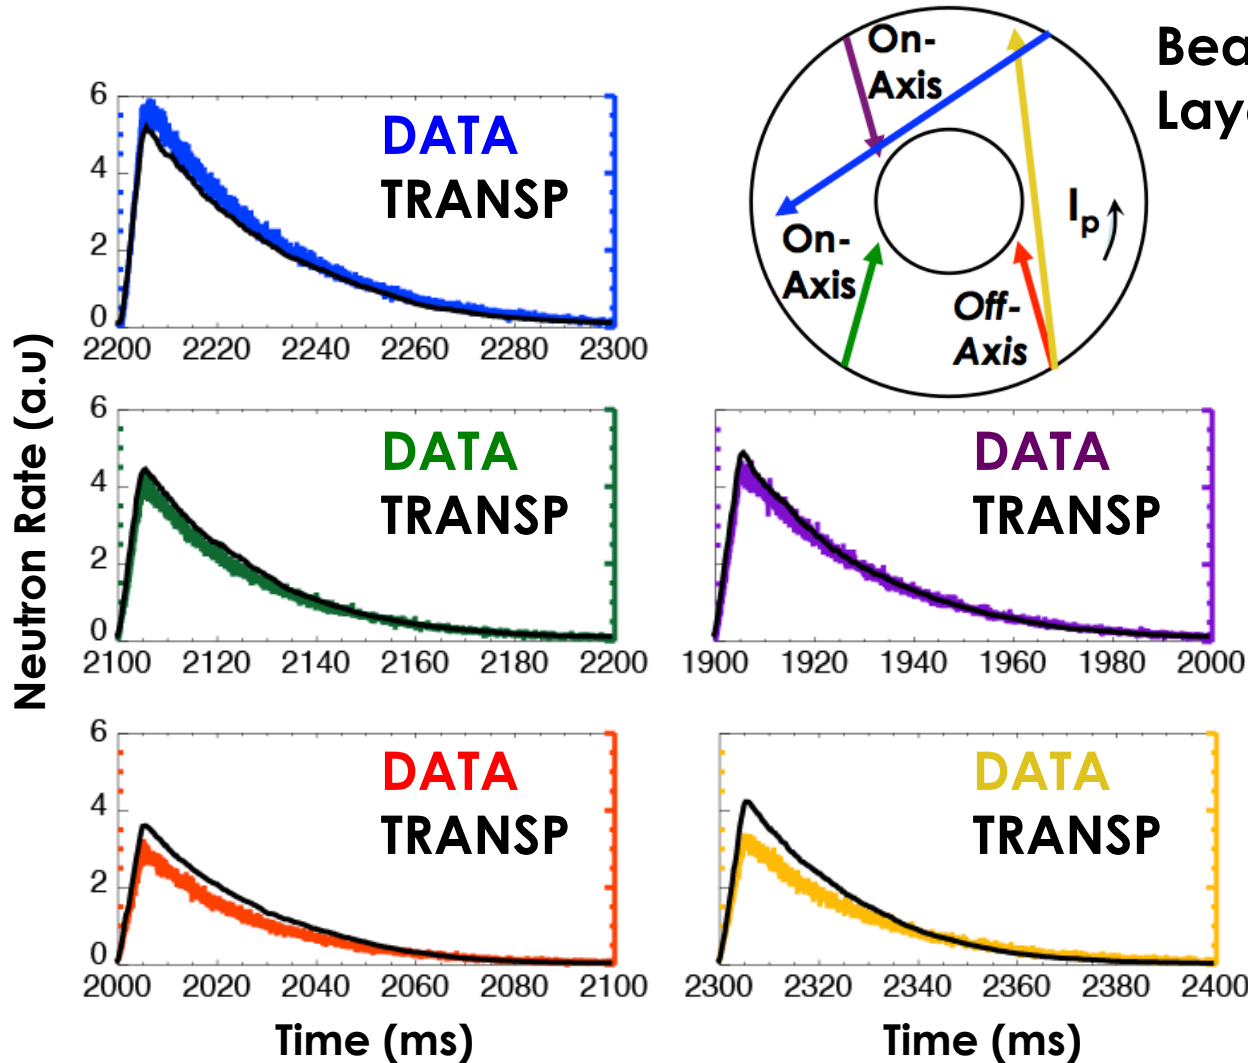 Bea
Laye
On-
Axis
On-
Axis
Off-
Axis
Ip
Neutron Rate (a.u)
6
4
2
0
DATA
TRANSP
2200 2220 2240 2260 2280 2300
6
4
2
0
DATA
TRANSP
2100 2120 2140 2160 2180 2200
DATA
TRANSP
1900 1920 1940 1960 1980 2000
6
4
2
0
DATA
TRANSP
2000 2020 2040 2060 2080 2100
DATA
TRANSP
2300 2320 2340 2360 2380 2400
Time (ms)
Time (ms)